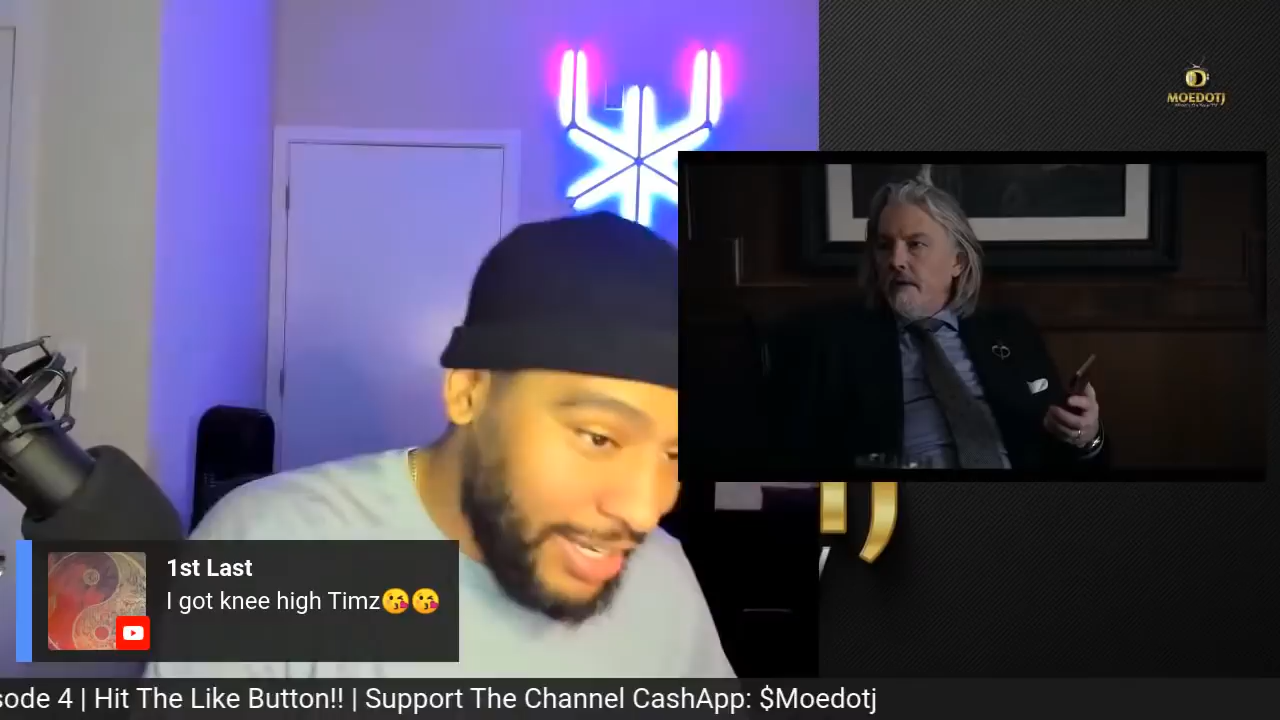 MOEDOTJ
1st Last
I got knee high Timz😘😘
sode 4 | Hit The Like Button!! | Support The Channel CashApp: $Moedotj